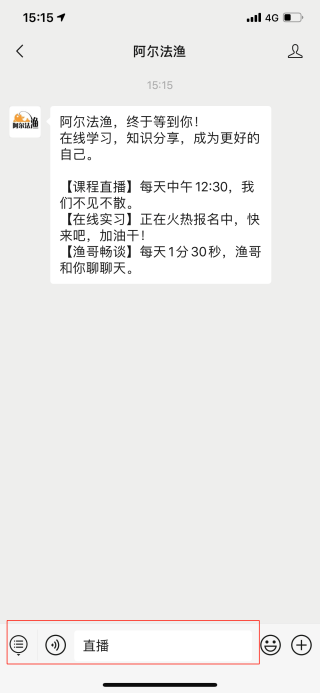 15:15
4G
阿尔法渔
15:15
阿尔法渔
阿尔法渔，终于等到你！
在线学习，知识分享，成为更好的
自己。
【课程直播】每天中午12:30，我
们不见不散。
【在线实习】正在火热报名中，快
来吧，加油干！
【渔哥畅谈】每天1分30秒，渔哥
和你聊聊天。
直播